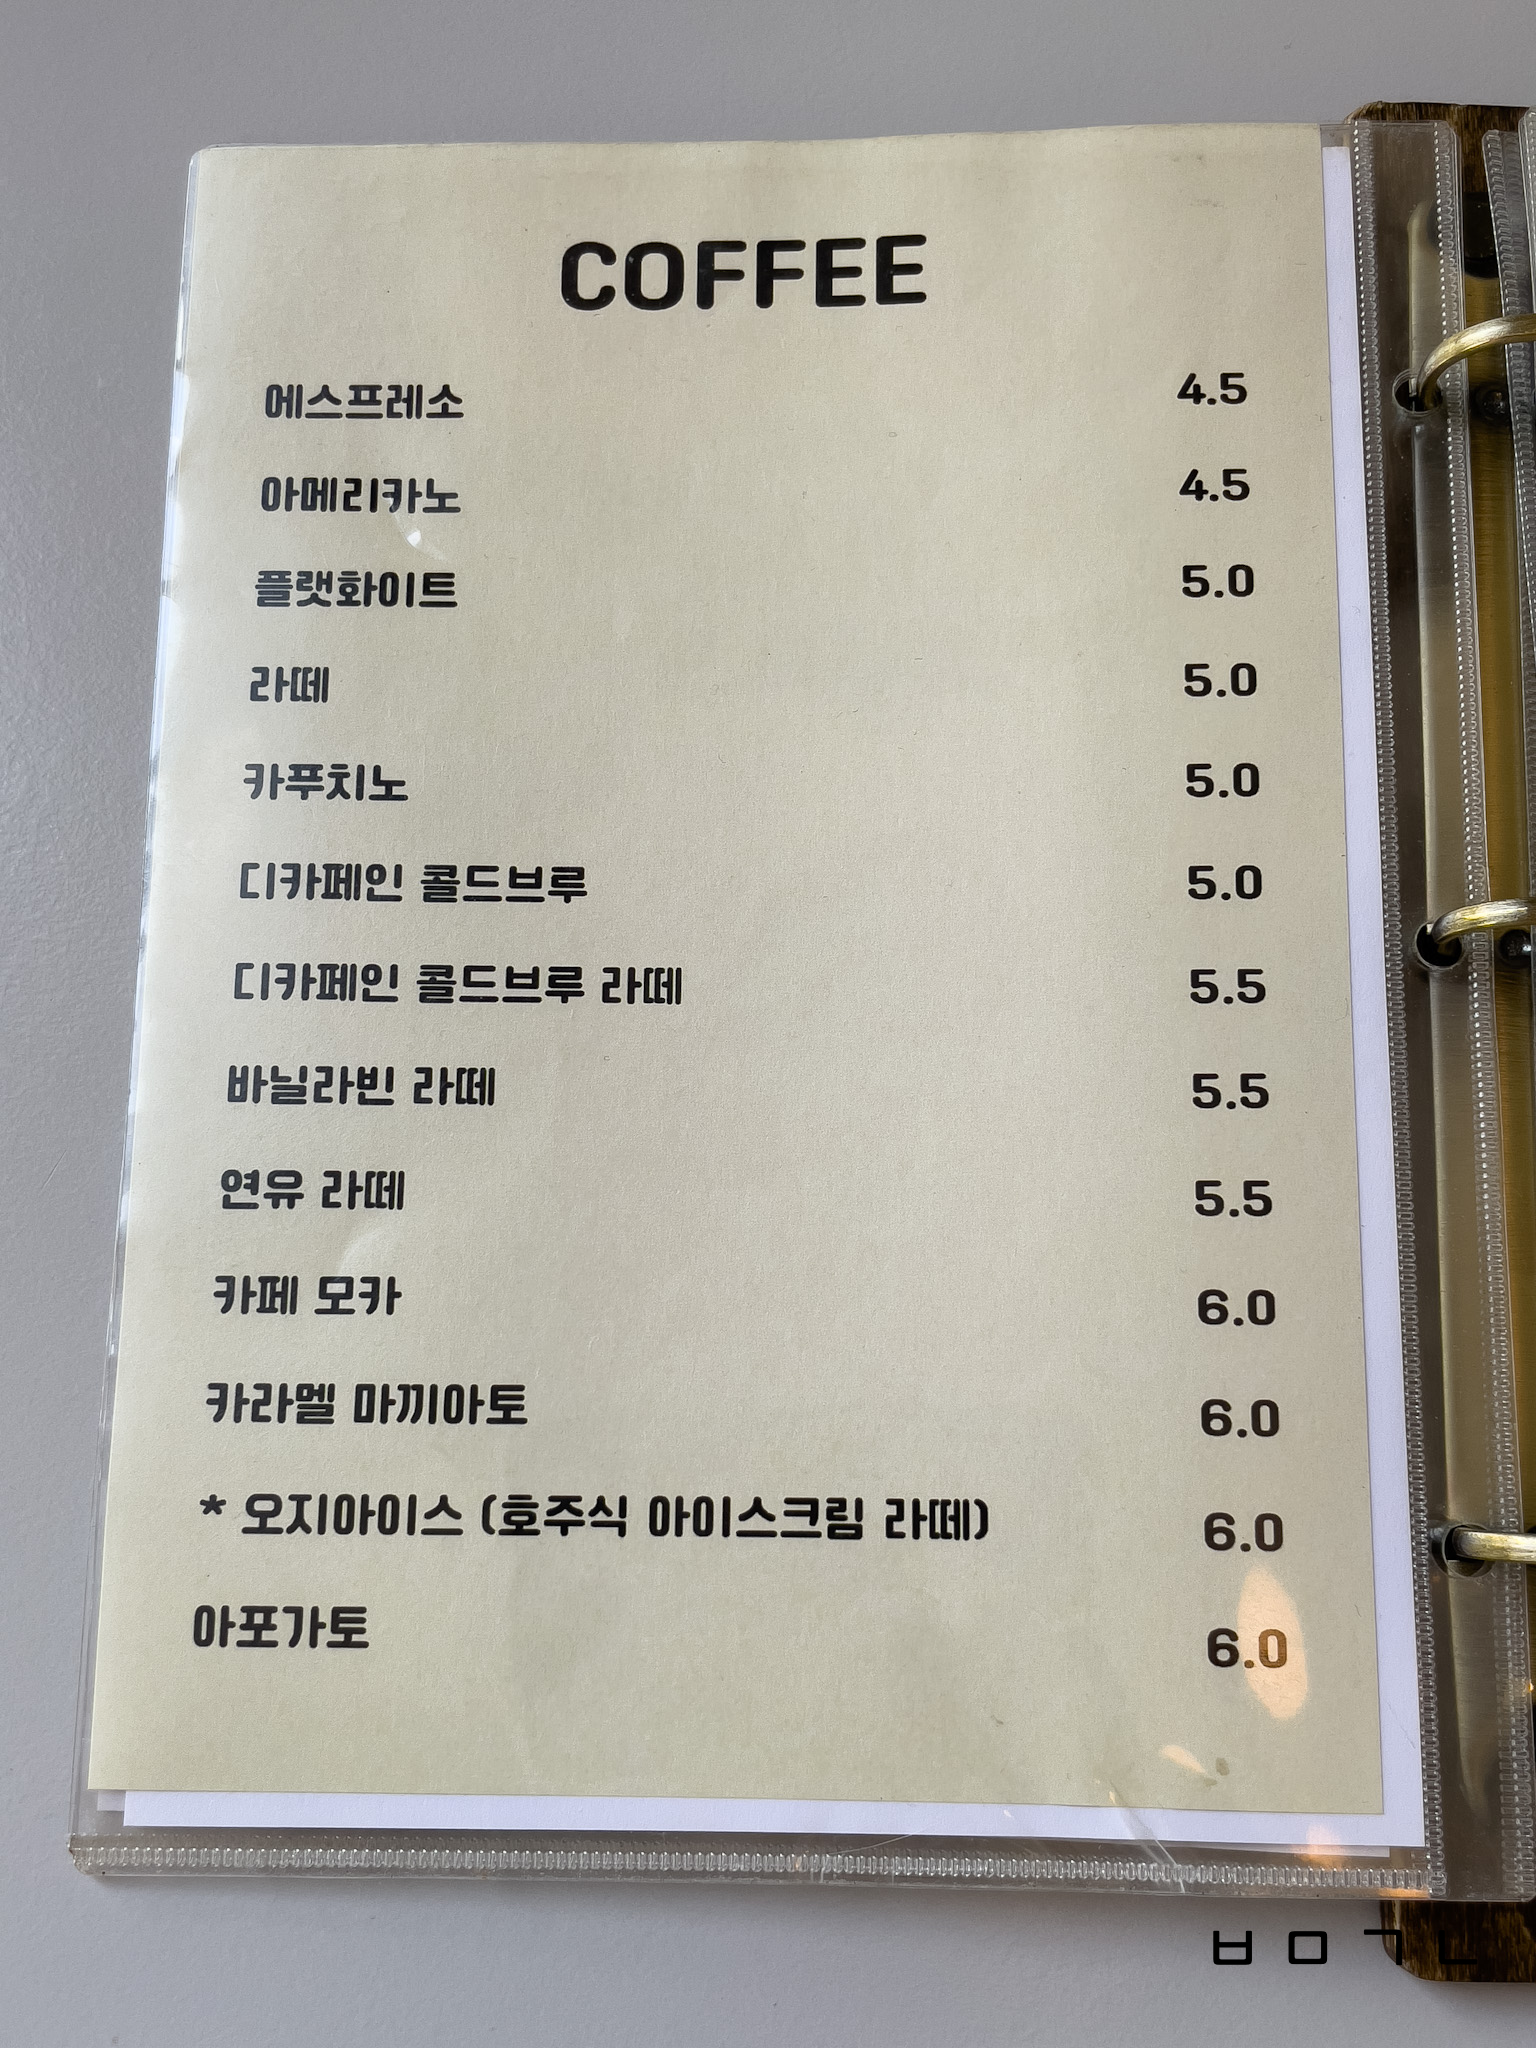 COFFEE
에스프레소 4.5
아메리카노 4.5
플랫화이트 5.0
라떼 5.0
카푸치노 5.0
디카페인 콜드브루 5.0
디카페인 콜드브루 라떼 5.5
바닐라빈 라떼 5.5
연유 라떼 5.5
카페 모카 6.0
카라멜 마끼아토 6.0
* 오지아이스 (호주식 아이스크림 라떼) 6.0
아포가토 6.0
ㅂㅁㄱㄴ